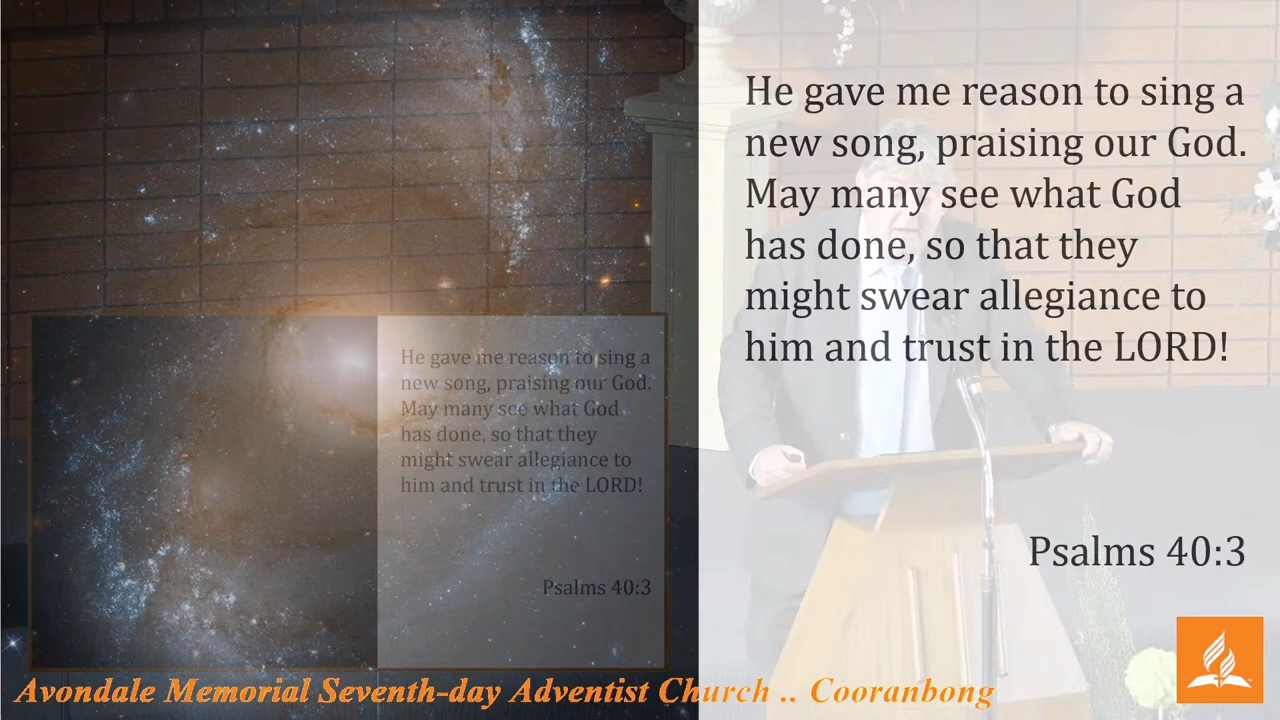 He gave me reason to sing a
new song, praising our God.
May many see what God
has done, so that they
might swear allegiance to
him and trust in the LORD!
Psalms 40:3
He gave me reason to sing a
new song, praising our God.
May many see what God
has done, so that they
might swear allegiance to
him and trust in the LORD!
Psalms 40:3
Avondale Memorial Seventh-day Adventist Church .. Cooranbong